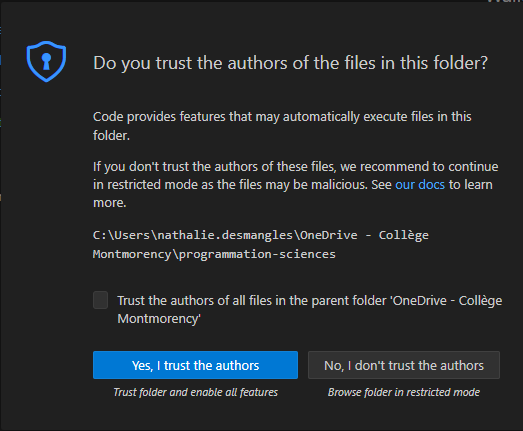 Do you trust the authors of the files in this folder?
Code provides features that may automatically execute files in this
folder.
If you don't trust the authors of these files, we recommend to continue
in restricted mode as the files may be malicious. See our docs to learn
more.
C:\Users\nathalie.desmangles\OneDrive - Collège
Montmorency\programmation-sciences
Trust the authors of all files in the parent folder 'OneDrive - Collège
Montmorency'
Yes, I trust the authors
No, I don't trust the authors
Trust folder and enable all features
Browse folder in restricted mode